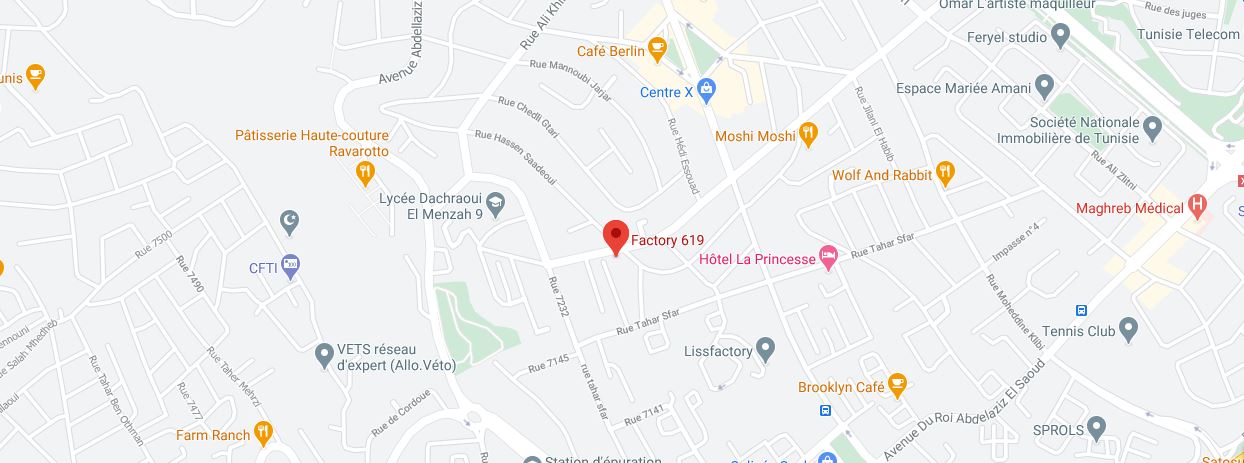 Omar L'artiste maquilleur
Rue des juges
Feryel studio
Tunisie Telecom
Rue Ali Khli
Avenue Abdellaziz
Café Berlin
Rue Mannoubi Jarjar
unis
Centre X
Espace Mariée Amani
Rue Chedli Gtari
Rue Jilani El Habib
Société Nationale
Immobilière de Tunisie
Pâtisserie Haute-couture
Ravarotto
Rue Hassen Saadeoui
Rue Hédi Essouad
Moshi Moshi
Wolf And Rabbit
Rue Ali Zlitni
Lycée Dachraoui
El Menzah 9
Maghreb Médical
H
S
Factory 619
Rue 7500
Rue 7490
CFTI
Hôtel La Princesse
Rue Tahar Sfar
Impasse n°4
Rue 7232
Rue Moheddine Klibi
Rue Tahar Sfar
Tennis Club
VETS réseau
d'expert (Allo.Véto)
Rue 7145
Lissfactory
rue tahar sfar
Brooklyn Café
Rue Taher Mehrzi
Rue 7477
Rue Tahar Ben Othman
Rue de Cordoue
Rue 7141
Avenue Du Roi Abdelaziz El Saoud
Farm Ranch
SPROLS
Station d'épuration